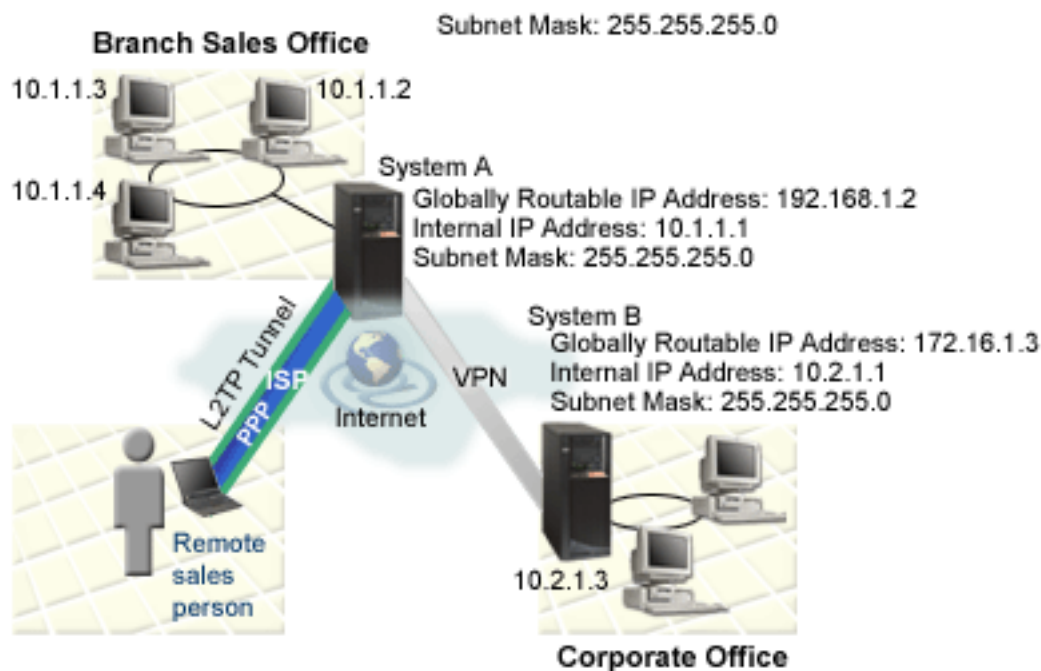 Subnet Mask: 255.255.255.0
Branch Sales Office
10.1.1.3
10.1.1.2
10.1.1.4
System A
Globally Routable IP Address: 192.168.1.2
Internal IP Address: 10.1.1.1
Subnet Mask: 255.255.255.0
L2TP Tunnel
ISP
PPP
Internet
VPN
System B
Globally Routable IP Address: 172.16.1.3
Internal IP Address: 10.2.1.1
Subnet Mask: 255.255.255.0
Remote
sales
person
10.2.1.3
Corporate Office